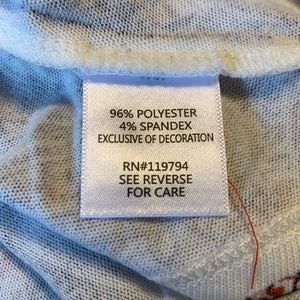 96% POLYESTER
4% SPANDEX
EXCLUSIVE OF DECORATION
RN#119794
SEE REVERSE
FOR CARE